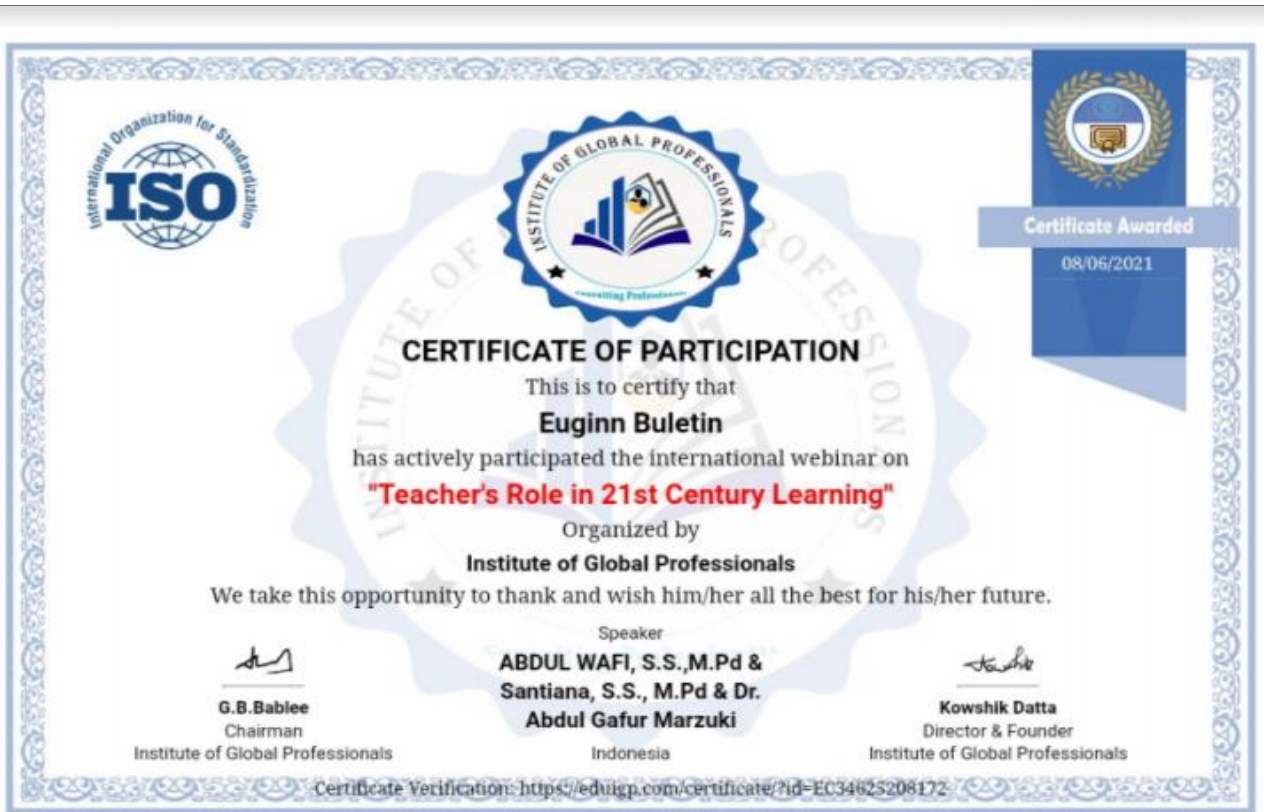 International Organization for Standardization
ISO
INSTITUTE OF GLOBAL PROFESSIONALS
Consulting Professionals
Certificate Awarded
08/06/2021
CERTIFICATE OF PARTICIPATION
This is to certify that
Euginn Buletin
has actively participated the international webinar on
"Teacher's Role in 21st Century Learning"
Organized by
Institute of Global Professionals
We take this opportunity to thank and wish him/her all the best for his/her future.
Speaker
ABDUL WAFI, S.S.,M.Pd &
Santiana, S.S., M.Pd & Dr.
Abdul Gafur Marzuki
Indonesia
G.B.Bablee
Chairman
Institute of Global Professionals
Kowshik Datta
Director & Founder
Institute of Global Professionals
Certificate Verification: https://eduigp.com/certificate/?id=EC34625208172